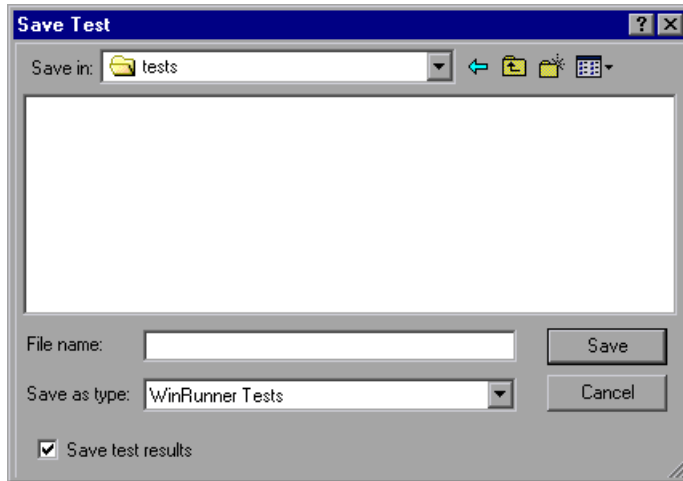 Save Test
Save in: tests
File name:
Save
Save as type: WinRunner Tests
Cancel
Save test results